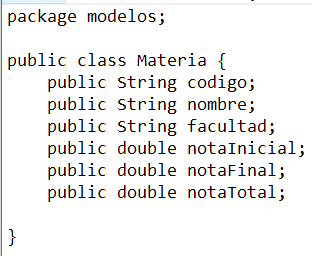 package modelos;
public class Materia {
public String codigo;
public String nombre;
public String facultad;
public double notaInicial;
public double notaFinal;
public double notaTotal;
}